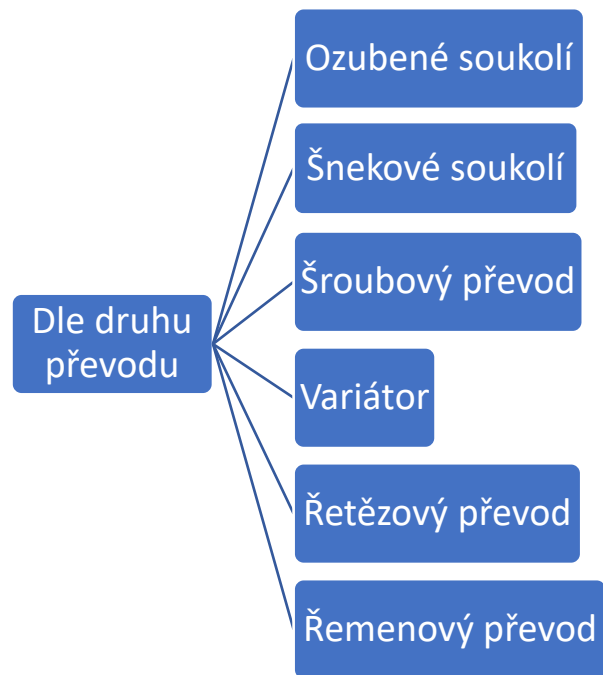 Dle druhu
převodu
Ozubené soukolí
Šnekové soukolí
Šroubový převod
Variátor
Řetězový převod
Řemenový převod